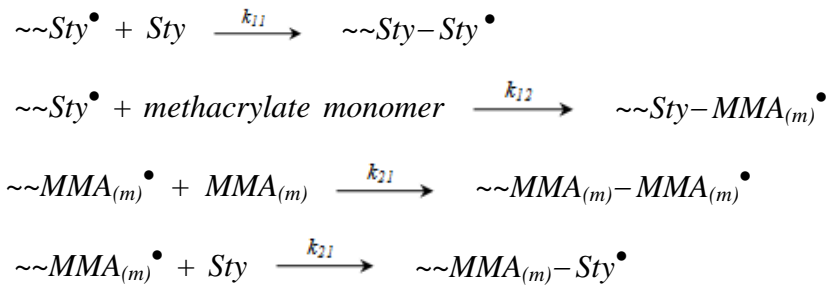 ~~Sty• + Sty —k11→ ~~Sty–Sty•
~~Sty• + methacrylate monomer —k12→ ~~Sty–MMA(m)•
~~MMA(m)• + MMA(m) —k21→ ~~MMA(m)–MMA(m)•
~~MMA(m)• + Sty —k21→ ~~MMA(m)–Sty•